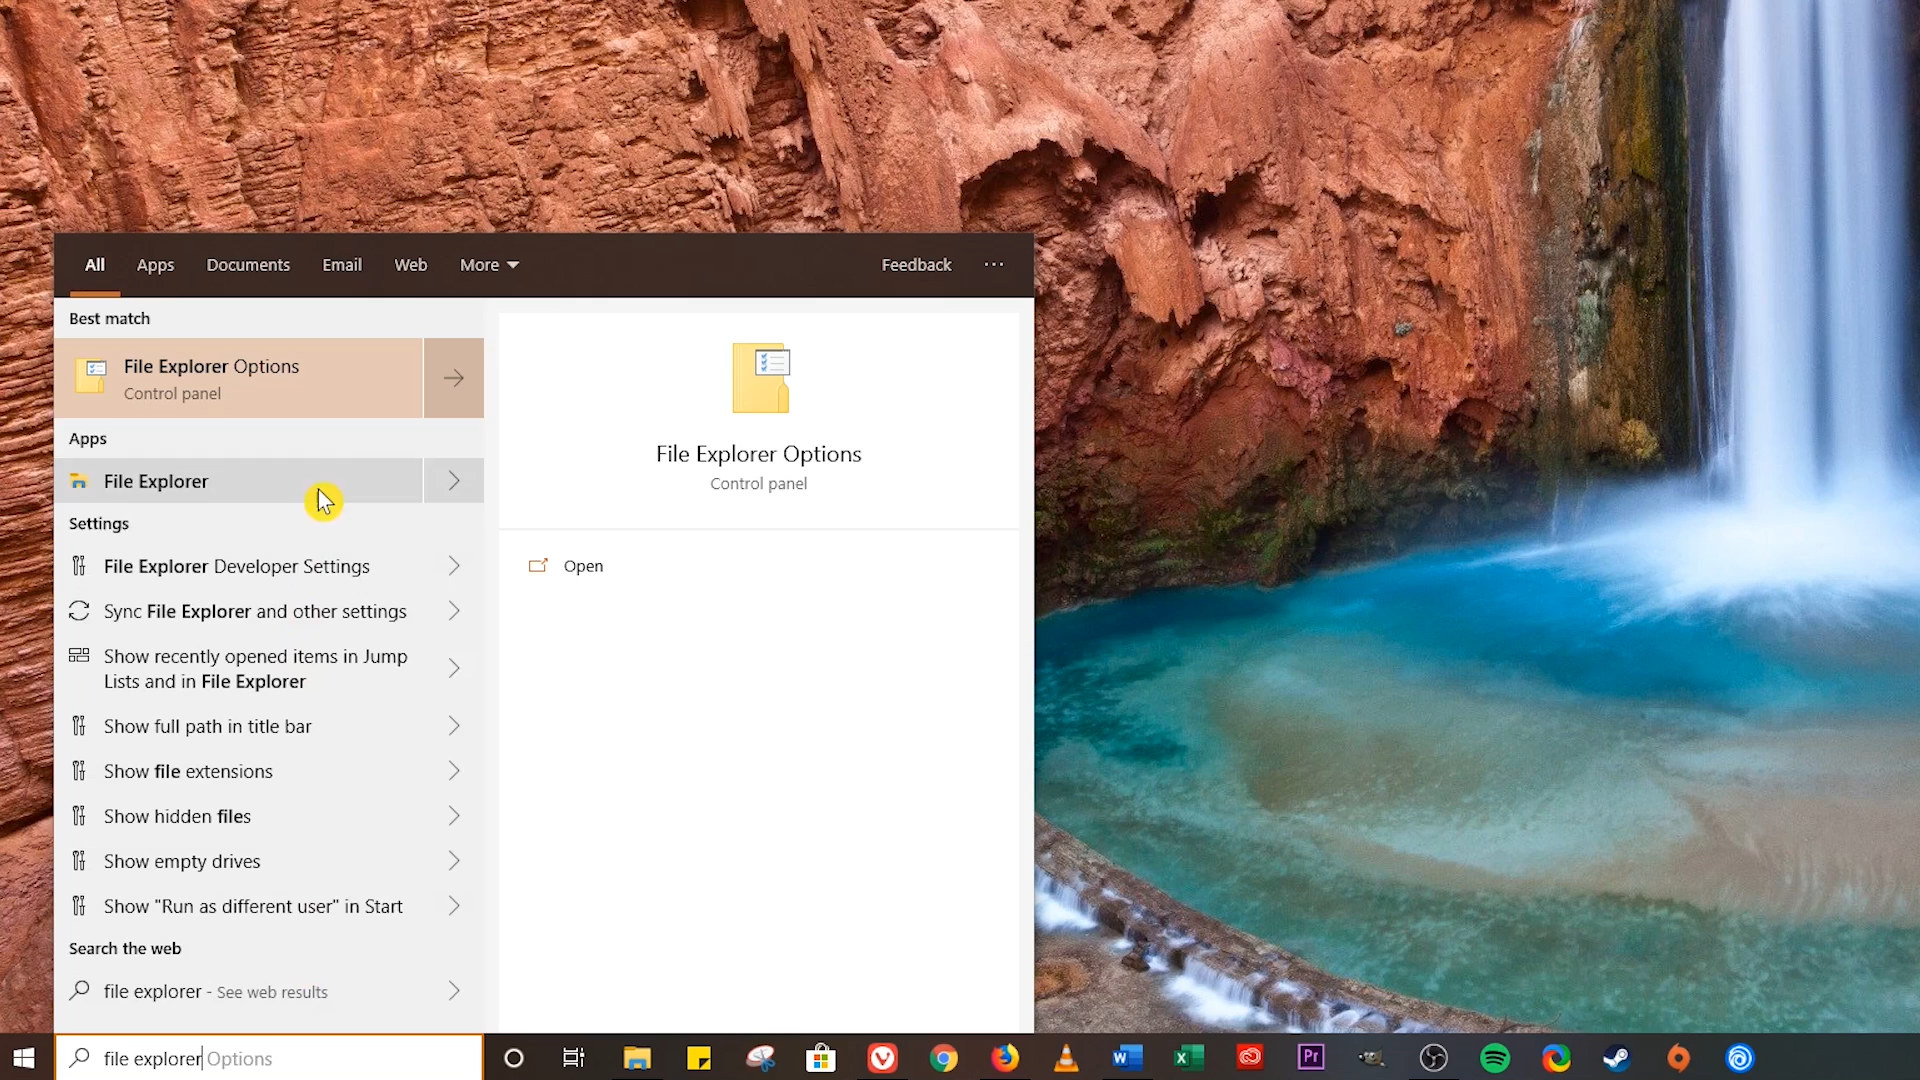 All Apps Documents Email Web More Feedback ...
Best match
File Explorer Options
Control panel
Apps
File Explorer
Settings
File Explorer Developer Settings
Sync File Explorer and other settings
Show recently opened items in Jump
Lists and in File Explorer
Show full path in title bar
Show file extensions
Show hidden files
Show empty drives
Show "Run as different user" in Start
Search the web
file explorer - See web results
File Explorer Options
Control panel
Open
file explorer Options
W X Pr